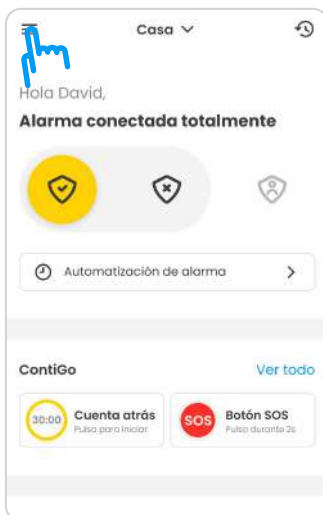 Casa
Hola David,
Alarma conectada totalmente
Automatización de alarma
ContiGo
Ver todo
30:00
Cuenta atrás
Pulsa para iniciar
SOS
Botón SOS
Pulsa durante 2s